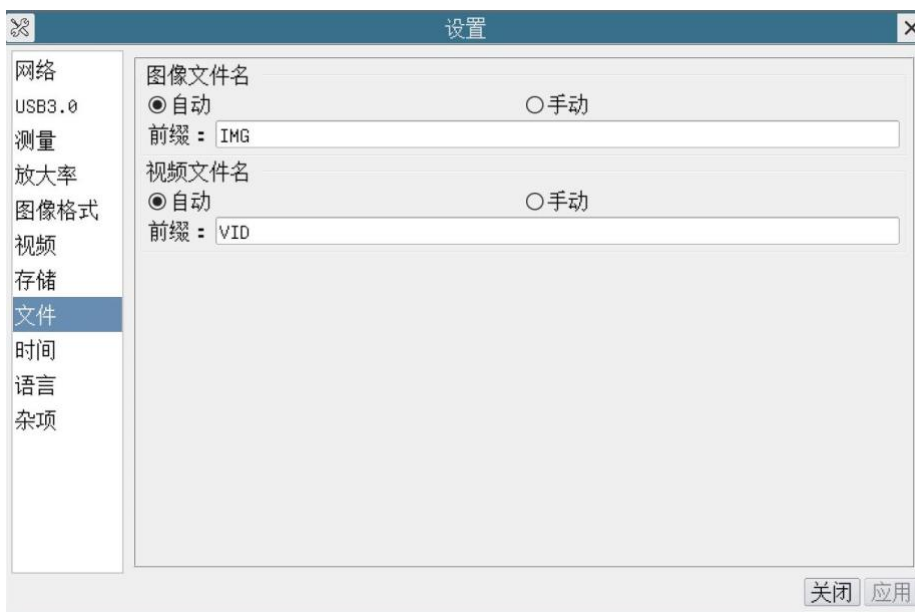 设置
网络
USB3.0
测量
放大率
图像格式
视频
存储
文件
时间
语言
杂项
图像文件名
自动 手动
前缀： IMG
视频文件名
自动 手动
前缀： VID
关闭 应用